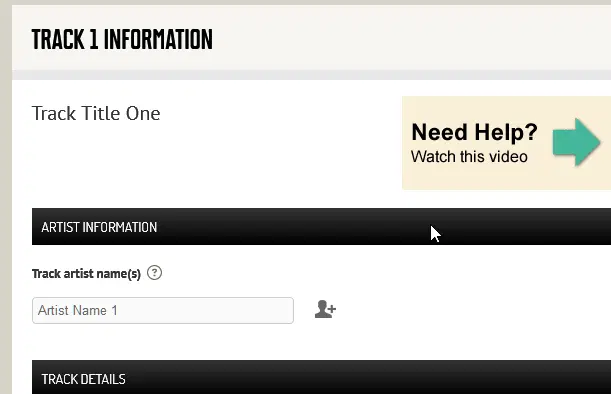 TRACK 1 INFORMATION
Track Title One
Need Help?
Watch this video
ARTIST INFORMATION
Track artist name(s) ?
Artist Name 1
TRACK DETAILS